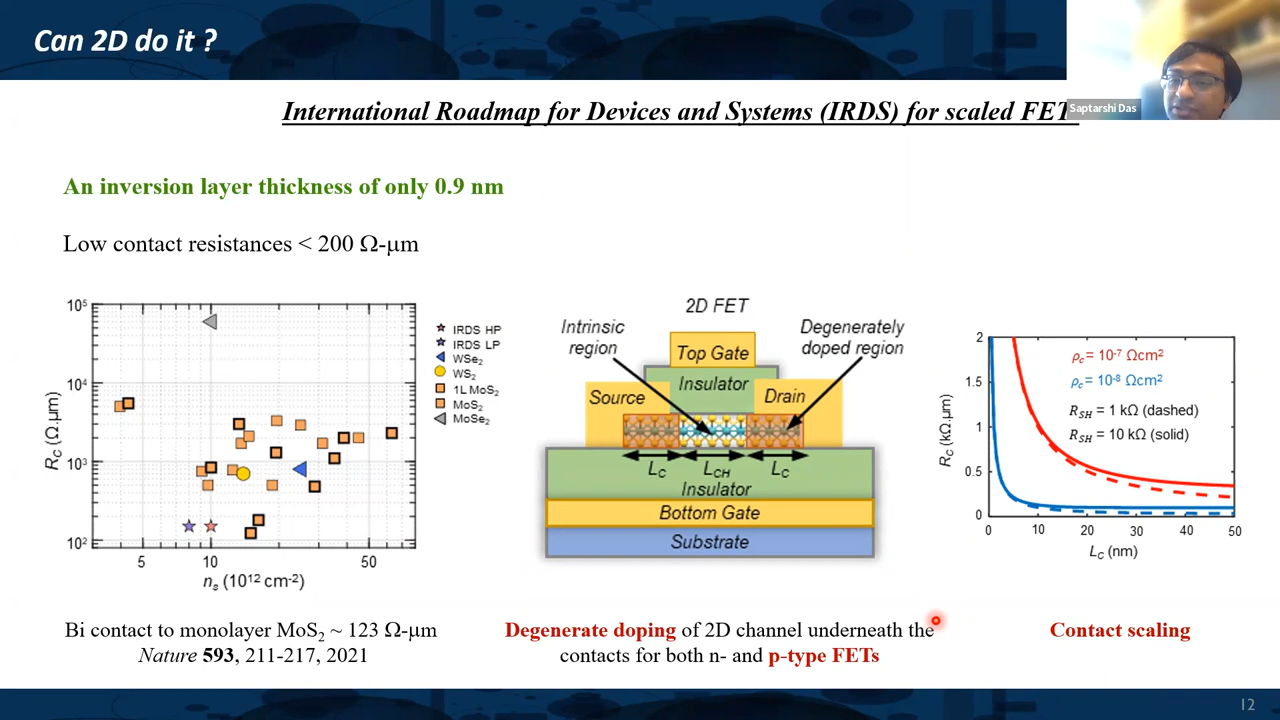 Can 2D do it ?
Saptarshi Das
International Roadmap for Devices and Systems (IRDS) for scaled FET
An inversion layer thickness of only 0.9 nm
Low contact resistances < 200 Ω-μm
10⁵
10⁴
10³
10²
R_C (Ω.μm)
5
10
50
n_s (10¹² cm⁻²)
IRDS HP
IRDS LP
WSe₂
WS₂
1L MoS₂
MoS₂
MoSe₂
2D FET
Intrinsic
region
Degenerately
doped region
Top Gate
Insulator
Source
Drain
L_C
L_CH
L_C
Insulator
Bottom Gate
Substrate
2
1.5
1
0.5
0
R_C (kΩ.μm)
ρ_c = 10⁻⁷ Ωcm²
ρ_c = 10⁻⁸ Ωcm²
R_SH = 1 kΩ (dashed)
R_SH = 10 kΩ (solid)
0
10
20
30
40
50
L_C (nm)
Bi contact to monolayer MoS₂ ~ 123 Ω-μm
Nature 593, 211-217, 2021
Degenerate doping of 2D channel underneath the
contacts for both n- and p-type FETs
Contact scaling
12